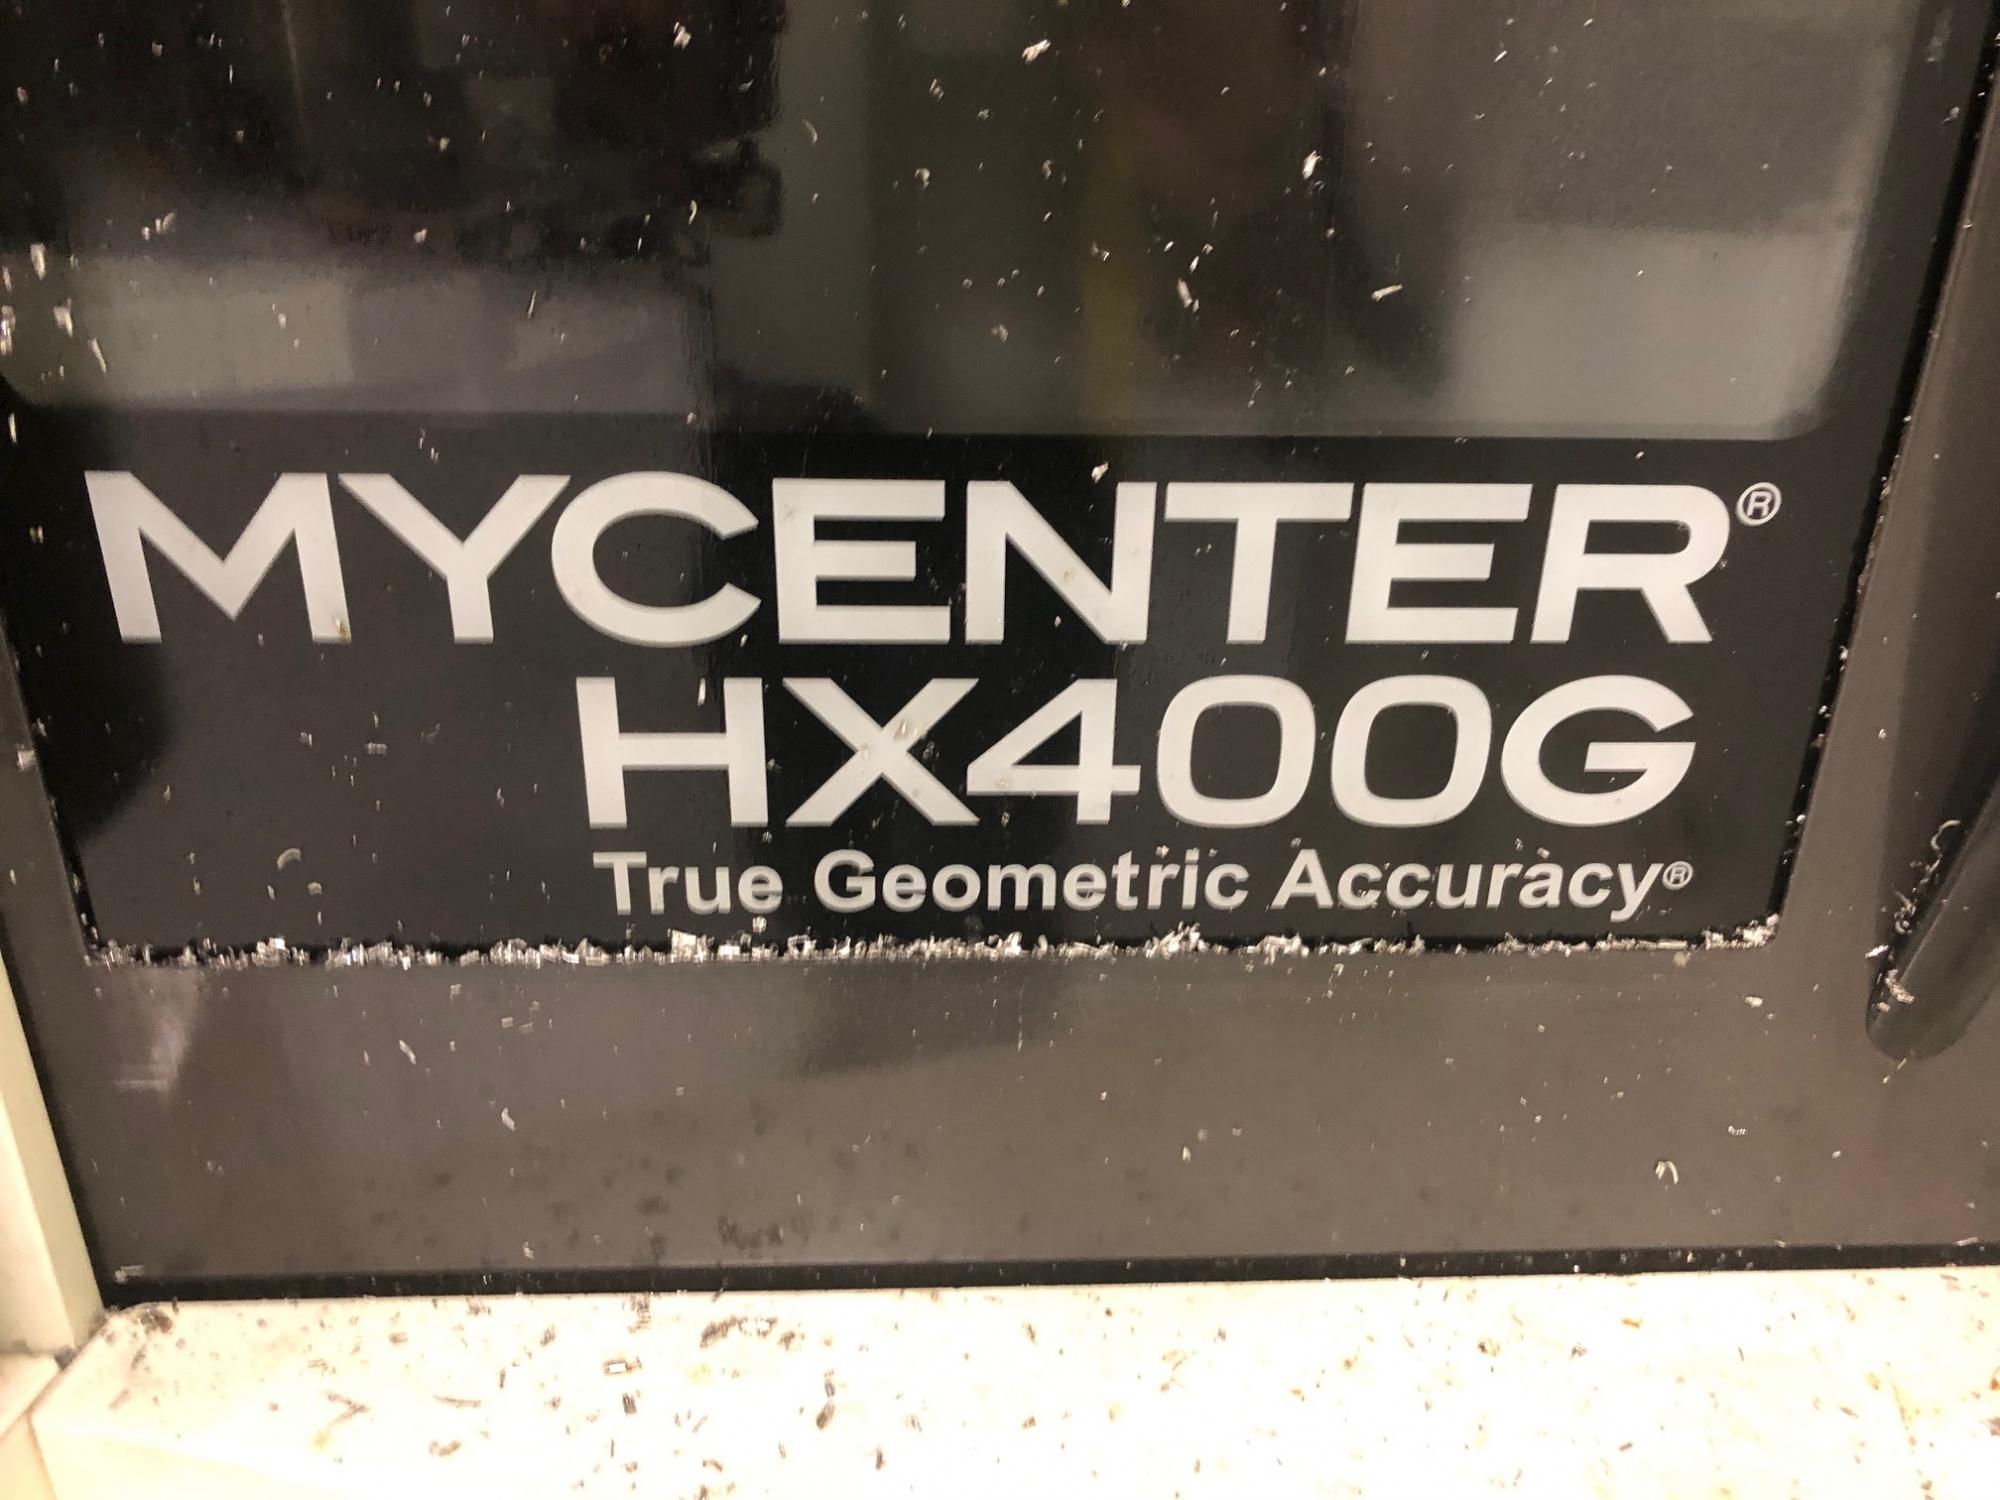 MYCENTER®
HX400G
True Geometric Accuracy®